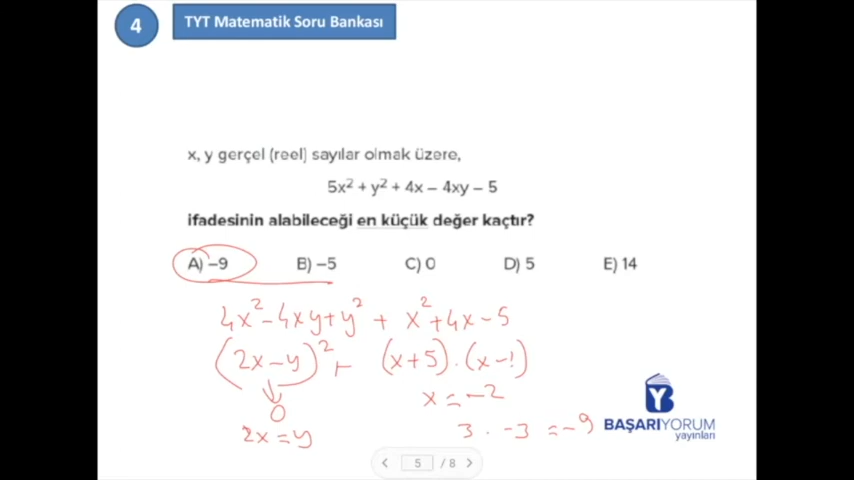 4
TYT Matematik Soru Bankası
x, y gerçel (reel) sayılar olmak üzere,
5x² + y² + 4x – 4xy – 5
ifadesinin alabileceği en küçük değer kaçtır?
A) –9 B) –5 C) 0 D) 5 E) 14
4x² – 4xy + y² + x² + 4x – 5
(2x – y)² + (x + 5) . (x – 1)
0
x = –2
2x = y
3 . –3 = –9
BAŞARIYORUM
yayınları
5 / 8